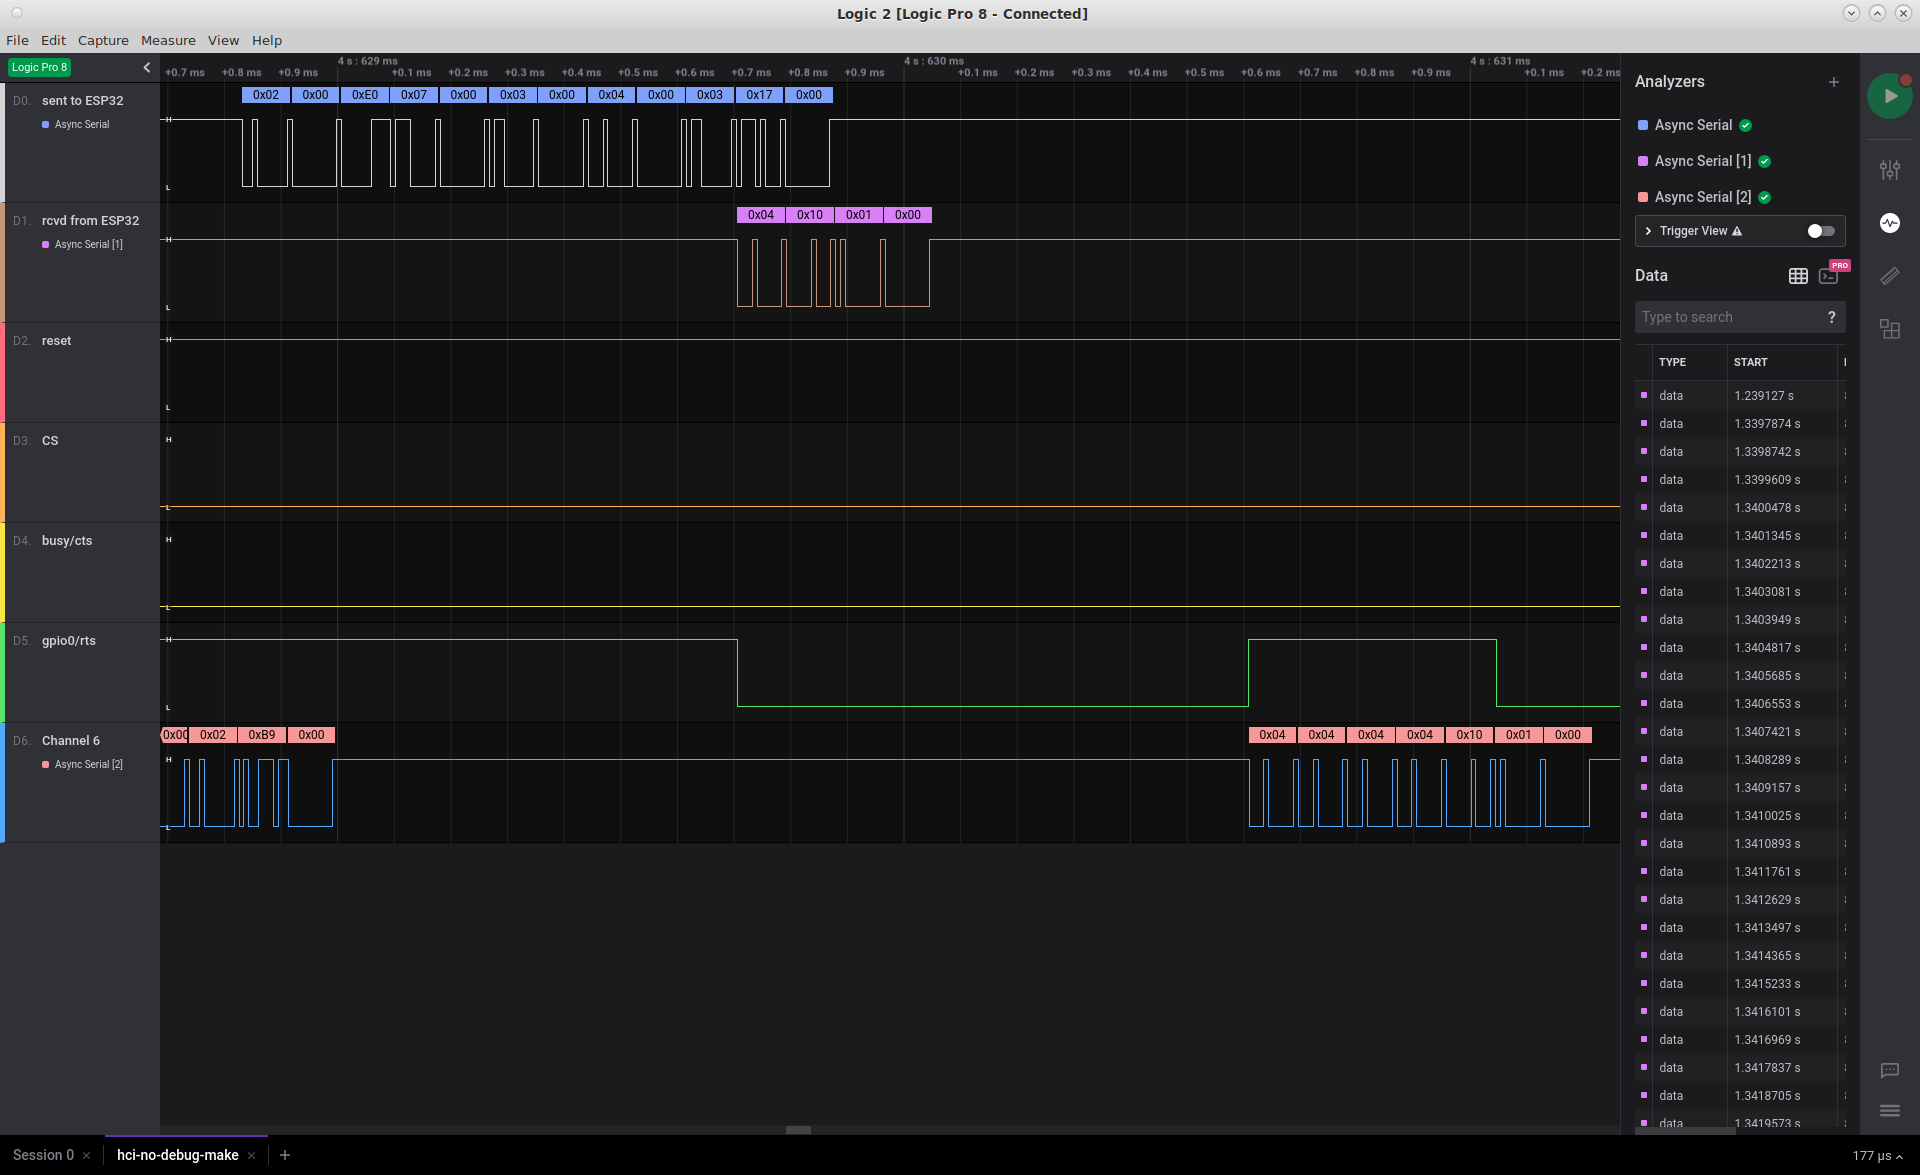 Logic 2 [Logic Pro 8 - Connected]
File Edit Capture Measure View Help
Logic Pro 8
4 s : 629 ms 4 s : 630 ms 4 s : 631 ms
+0.7 ms +0.8 ms +0.9 ms +0.1 ms +0.2 ms +0.3 ms +0.4 ms +0.5 ms +0.6 ms +0.7 ms +0.8 ms +0.9 ms +0.1 ms +0.2 ms +0.3 ms +0.4 ms +0.5 ms +0.6 ms +0.7 ms +0.8 ms +0.9 ms +0.1 ms +0.2 ms
D0. sent to ESP32
Async Serial
0x02 0x00 0xE0 0x07 0x00 0x03 0x00 0x04 0x00 0x03 0x17 0x00
H
L
D1. rcvd from ESP32
Async Serial [1]
0x04 0x10 0x01 0x00
H
L
D2. reset
H
L
D3. CS
H
L
D4. busy/cts
H
L
D5. gpio0/rts
H
L
D6. Channel 6
Async Serial [2]
0x00 0x02 0xB9 0x00 0x04 0x04 0x04 0x04 0x10 0x01 0x00
H
L
Analyzers
Async Serial
Async Serial [1]
Async Serial [2]
Trigger View
Data
PRO
Type to search ?
TYPE START
data 1.239127 s
data 1.3397874 s
data 1.3398742 s
data 1.3399609 s
data 1.3400478 s
data 1.3401345 s
data 1.3402213 s
data 1.3403081 s
data 1.3403949 s
data 1.3404817 s
data 1.3405685 s
data 1.3406553 s
data 1.3407421 s
data 1.3408289 s
data 1.3409157 s
data 1.3410025 s
data 1.3410893 s
data 1.3411761 s
data 1.3412629 s
data 1.3413497 s
data 1.3414365 s
data 1.3415233 s
data 1.3416101 s
data 1.3416969 s
data 1.3417837 s
data 1.3418705 s
data 1.3419573 s
Session 0
hci-no-debug-make
177 µs